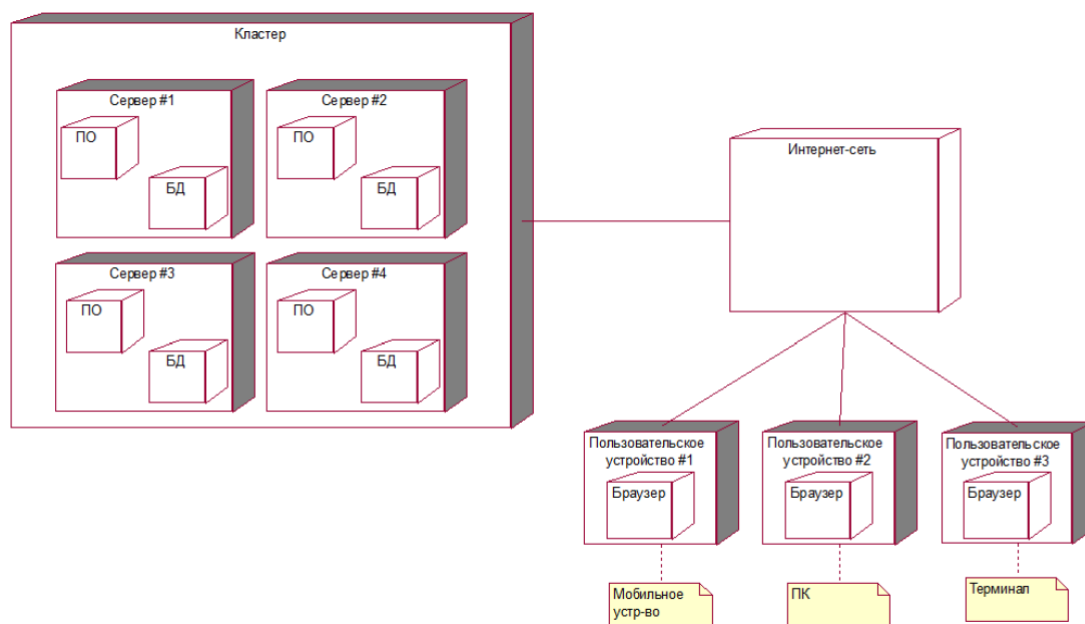 Кластер
Сервер #1
ПО
БД
Сервер #2
ПО
БД
Сервер #3
ПО
БД
Сервер #4
ПО
БД
Интернет-сеть
Пользовательское
устройство #1
Браузер
Мобильное
устр-во
Пользовательское
устройство #2
Браузер
ПК
Пользовательское
устройство #3
Браузер
Терминал